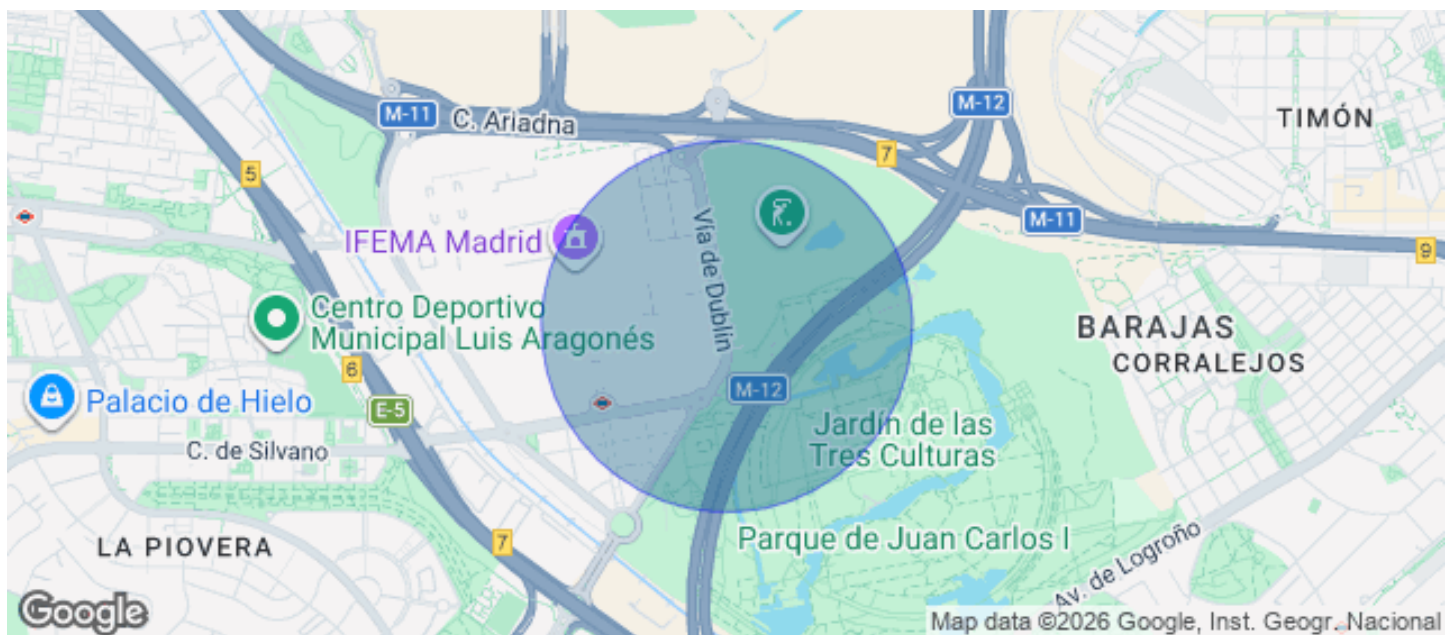 M-11
C. Ariadna
M-12
TIMÓN
5
7
M-11
9
IFEMA Madrid
Vía de Dublín
Centro Deportivo
Municipal Luis Aragonés
BARAJAS
CORRALEJOS
6
Palacio de Hielo
E-5
M-12
C. de Silvano
Jardín de las
Tres Culturas
LA PIOVERA
7
Parque de Juan Carlos I
Av. de Logroño
Google
Map data ©2026 Google, Inst. Geogr. Nacional